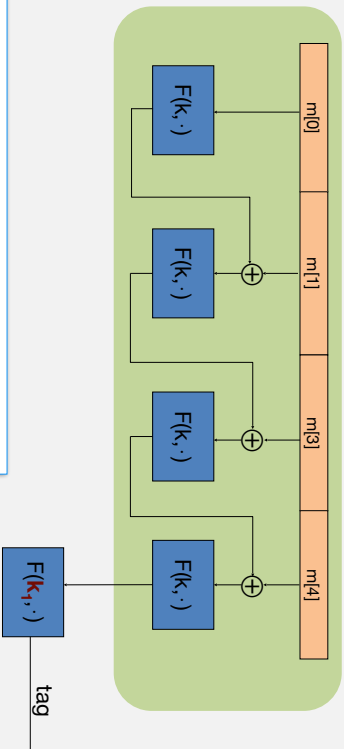 m[0]
m[1]
m[3]
m[4]
F(k,·)
F(k,·)
F(k,·)
F(k,·)
F(k₁,·)
tag